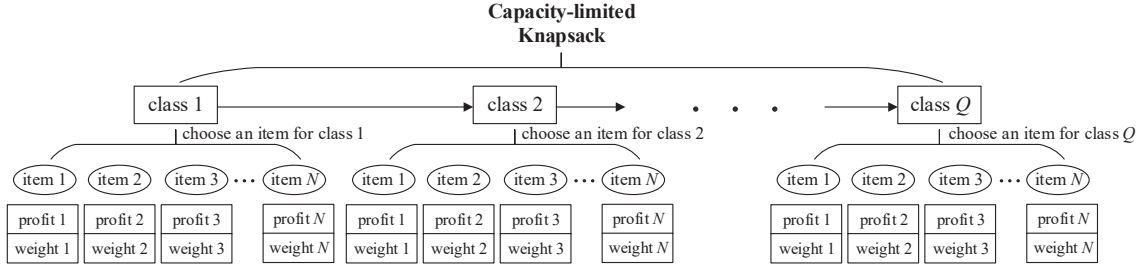 Capacity-limited
Knapsack
class 1 class 2 . . . class Q
choose an item for class 1 choose an item for class 2 choose an item for class Q
item 1 item 2 item 3 ... item N item 1 item 2 item 3 ... item N item 1 item 2 item 3 ... item N
profit 1 profit 2 profit 3 profit N profit 1 profit 2 profit 3 profit N profit 1 profit 2 profit 3 profit N
weight 1 weight 2 weight 3 weight N weight 1 weight 2 weight 3 weight N weight 1 weight 2 weight 3 weight N